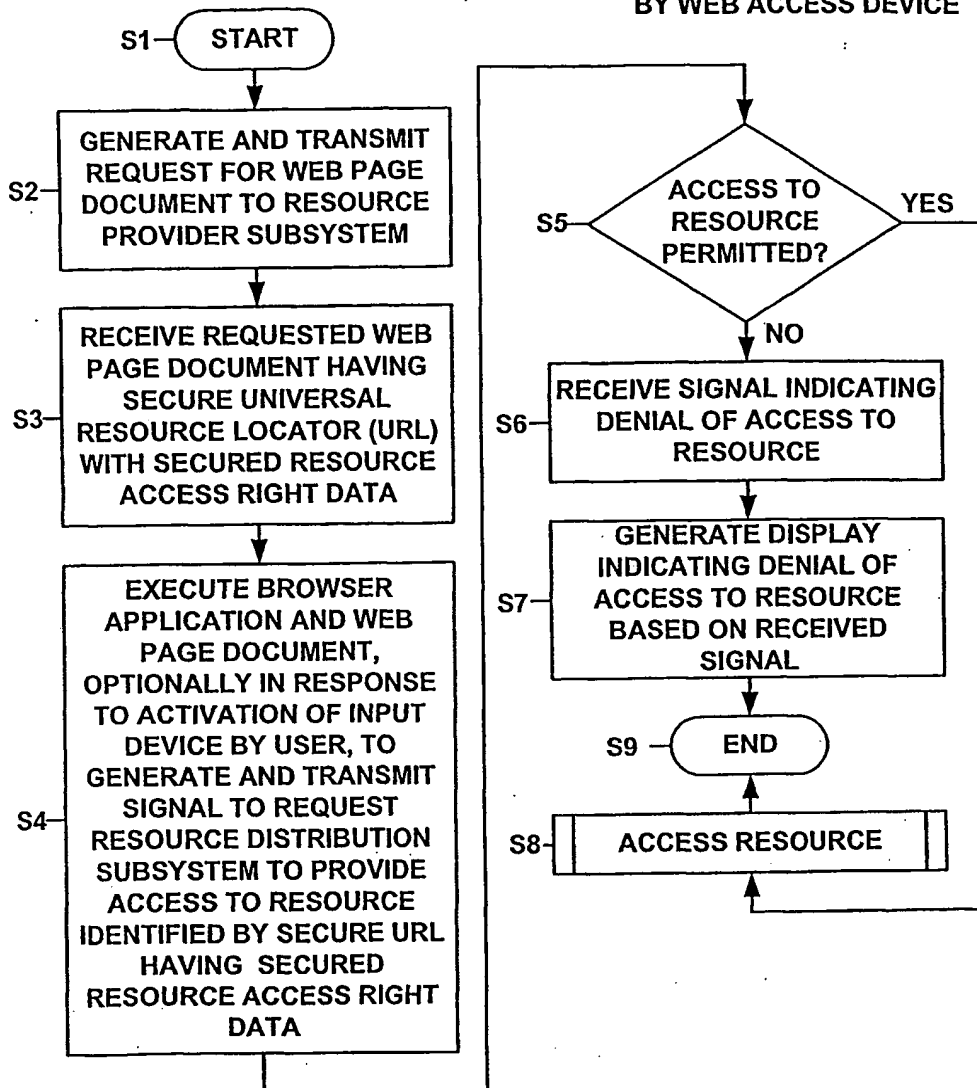 BY WEB ACCESS DEVICE
S1
START
S2
GENERATE AND TRANSMIT
REQUEST FOR WEB PAGE
DOCUMENT TO RESOURCE
PROVIDER SUBSYSTEM
S3
RECEIVE REQUESTED WEB
PAGE DOCUMENT HAVING
SECURE UNIVERSAL
RESOURCE LOCATOR (URL)
WITH SECURED RESOURCE
ACCESS RIGHT DATA
S4
EXECUTE BROWSER
APPLICATION AND WEB
PAGE DOCUMENT,
OPTIONALLY IN RESPONSE
TO ACTIVATION OF INPUT
DEVICE BY USER, TO
GENERATE AND TRANSMIT
SIGNAL TO REQUEST
RESOURCE DISTRIBUTION
SUBSYSTEM TO PROVIDE
ACCESS TO RESOURCE
IDENTIFIED BY SECURE URL
HAVING SECURED
RESOURCE ACCESS RIGHT
DATA
S5
ACCESS TO
RESOURCE
PERMITTED?
YES
NO
S6
RECEIVE SIGNAL INDICATING
DENIAL OF ACCESS TO
RESOURCE
S7
GENERATE DISPLAY
INDICATING DENIAL OF
ACCESS TO RESOURCE
BASED ON RECEIVED
SIGNAL
S9
END
S8
ACCESS RESOURCE